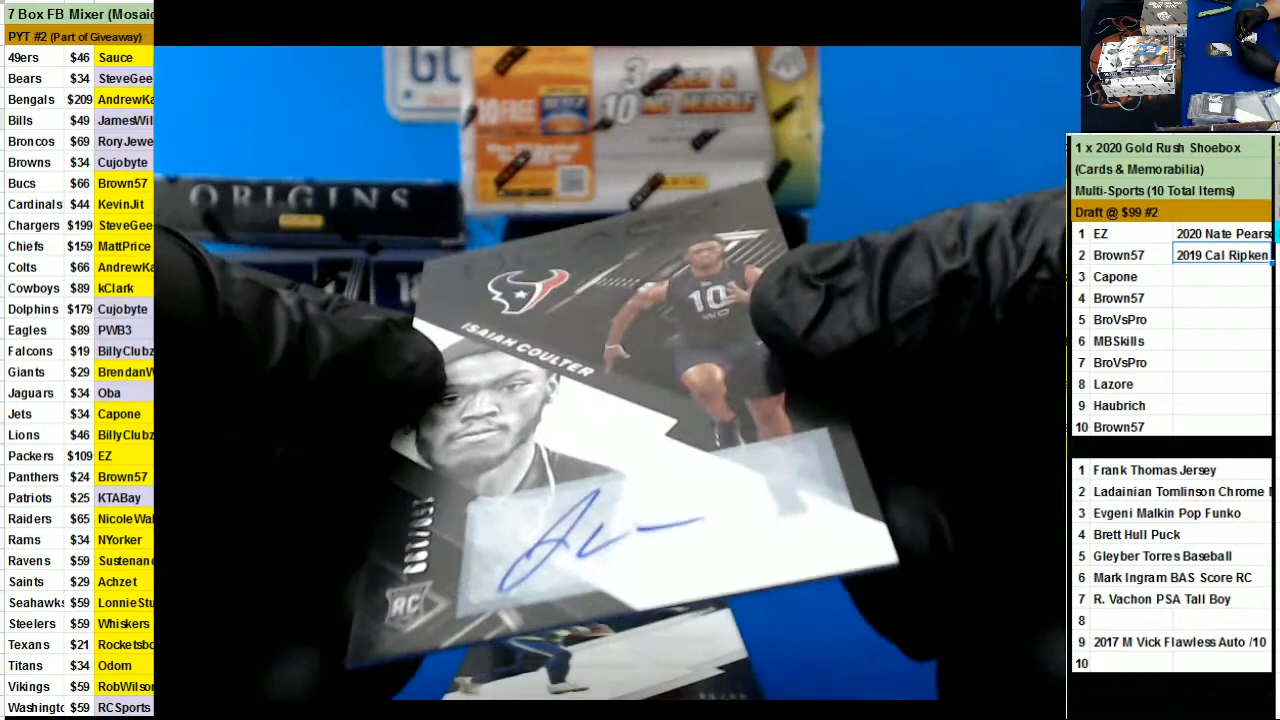 7 Box FB Mixer (Mosaic
PYT #2 (Part of Giveaway)
49ers $46 Sauce
Bears $34 SteveGee
Bengals $209 AndrewKa
Bills $49 JamesWil
Broncos $69 RoryJewe
Browns $34 Cujobyte
Bucs $66 Brown57
Cardinals $44 KevinJit
Chargers $199 SteveGee
Chiefs $159 MattPrice
Colts $66 AndrewKa
Cowboys $89 kClark
Dolphins $179 Cujobyte
Eagles $89 PWB3
Falcons $19 BillyClubz
Giants $29 BrendanW
Jaguars $34 Oba
Jets $34 Capone
Lions $46 BillyClubz
Packers $109 EZ
Panthers $24 Brown57
Patriots $25 KTABay
Raiders $65 NicoleWal
Rams $34 NYorker
Ravens $59 Sustenanc
Saints $29 Achzet
Seahawks $59 LonnieStu
Steelers $59 Whiskers
Texans $21 Rocketsbo
Titans $34 Odom
Vikings $59 RobWilson
Washingto $59 RCSports
10 FREE
3
10
ORIGINS
10
WO
ISAIAH COULTER
RC
1 x 2020 Gold Rush Shoebox
(Cards & Memorabilia)
Multi-Sports (10 Total Items)
Draft @ $99 #2
1 EZ 2020 Nate Pearso
2 Brown57 2019 Cal Ripken
3 Capone
4 Brown57
5 BroVsPro
6 MBSkills
7 BroVsPro
8 Lazore
9 Haubrich
10 Brown57
1 Frank Thomas Jersey
2 Ladainian Tomlinson Chrome
3 Evgeni Malkin Pop Funko
4 Brett Hull Puck
5 Gleyber Torres Baseball
6 Mark Ingram BAS Score RC
7 R. Vachon PSA Tall Boy
8
9 2017 M Vick Flawless Auto /10
10